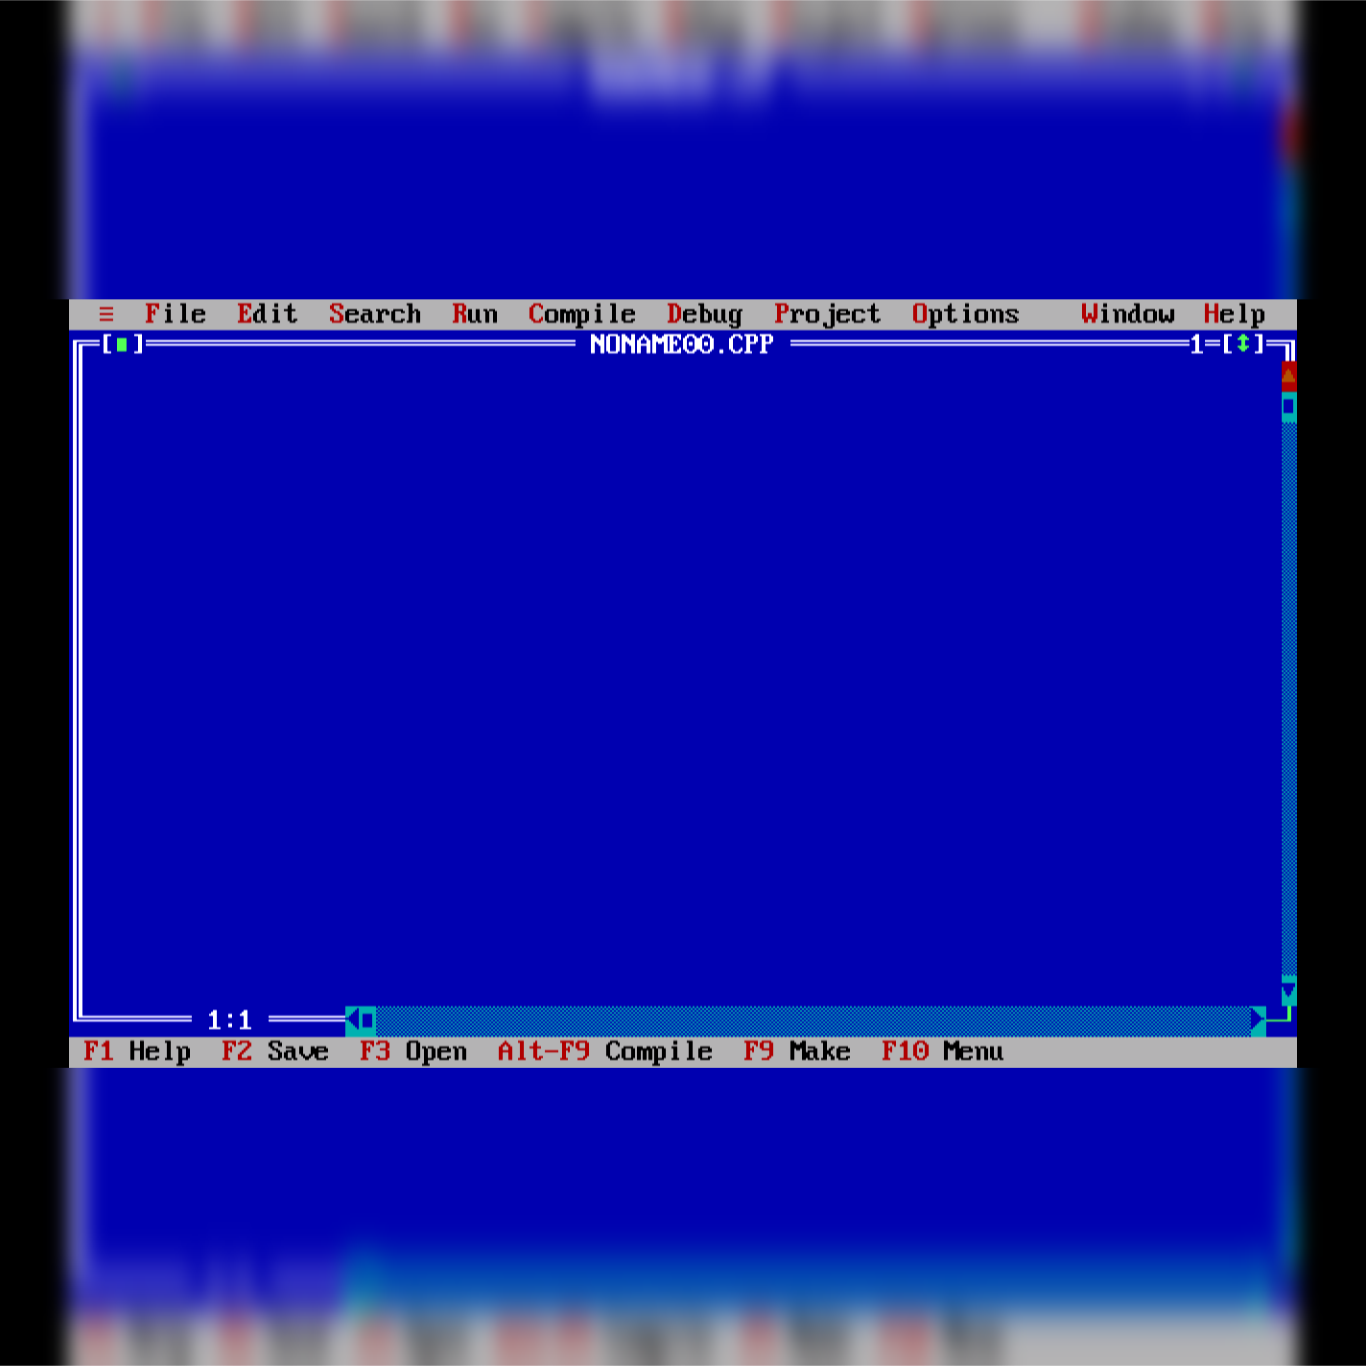 ≡ File Edit Search Run Compile Debug Project Options Window Help
[■] NONAME00.CPP 1=[↕]
1:1
F1 Help F2 Save F3 Open Alt-F9 Compile F9 Make F10 Menu